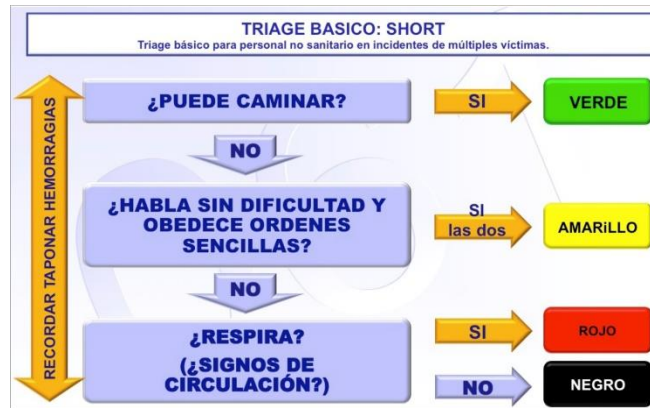 TRIAGE BASICO: SHORT
Triage básico para personal no sanitario en incidentes de múltiples víctimas.
RECORDAR TAPONAR HEMORRAGIAS
¿PUEDE CAMINAR?
SI
VERDE
NO
¿HABLA SIN DIFICULTAD Y
OBEDECE ORDENES
SENCILLAS?
SI
las dos
AMARiLLO
NO
¿RESPIRA?
(¿SIGNOS DE
CIRCULACIÓN?)
SI
ROJO
NO
NEGRO